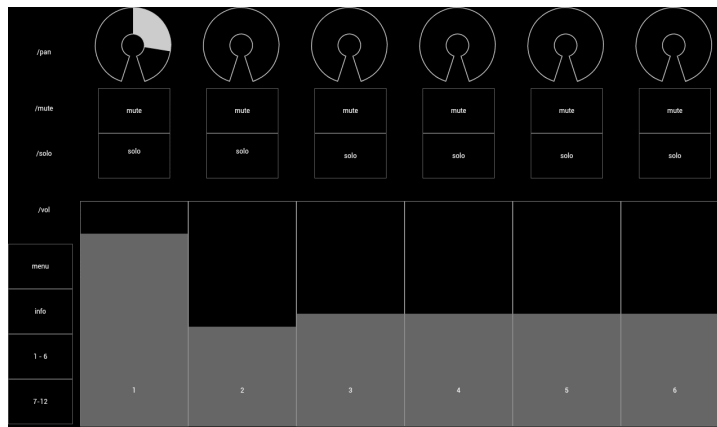 /pan
/mute mute mute mute mute mute mute
/solo solo solo solo solo solo solo
/vol
menu
info
1 - 6
1 2 3 4 5 6
7-12